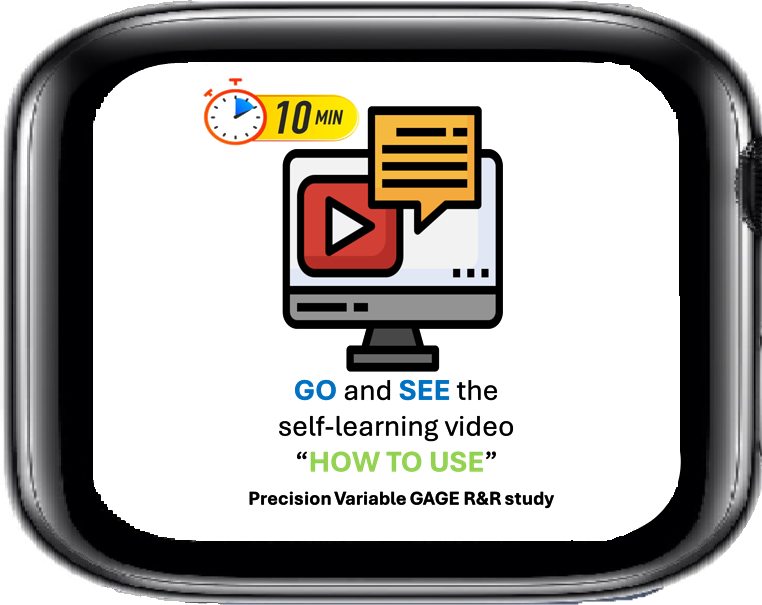 10 MIN
GO and SEE the
self-learning video
“HOW TO USE”
Precision Variable GAGE R&R study